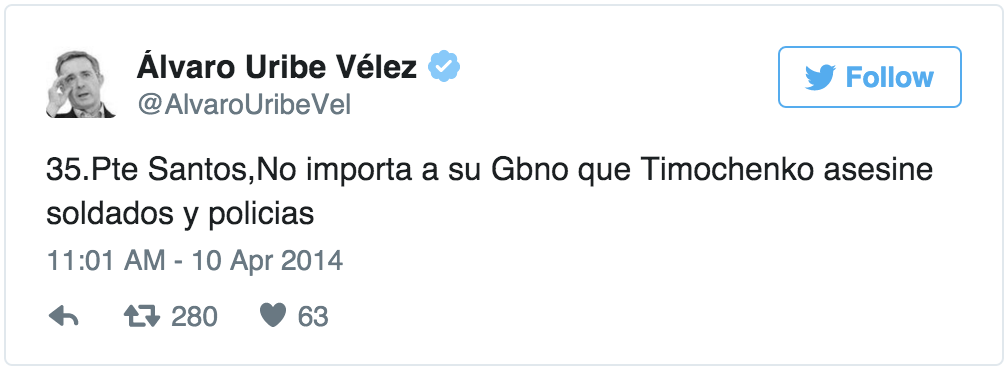 Álvaro Uribe Vélez
@AlvaroUribeVel
Follow
35.Pte Santos,No importa a su Gbno que Timochenko asesine
soldados y policias
11:01 AM - 10 Apr 2014
280 63